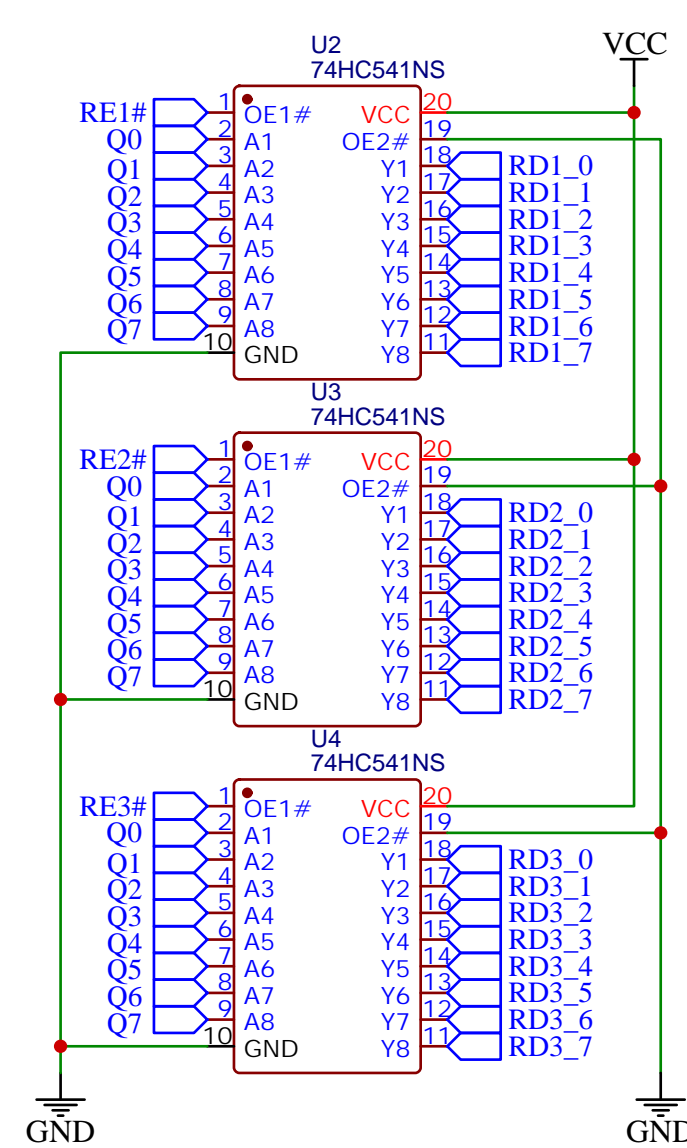 VCC
U2
74HC541NS
RE1# 1 OE1# VCC 20
Q0 2 A1 OE2# 19
Q1 3 A2 Y1 18 RD1_0
Q2 4 A3 Y2 17 RD1_1
Q3 5 A4 Y3 16 RD1_2
Q4 6 A5 Y4 15 RD1_3
Q5 7 A6 Y5 14 RD1_4
Q6 8 A7 Y6 13 RD1_5
Q7 9 A8 Y7 12 RD1_6
10 GND Y8 11 RD1_7
U3
74HC541NS
RE2# 1 OE1# VCC 20
Q0 2 A1 OE2# 19
Q1 3 A2 Y1 18 RD2_0
Q2 4 A3 Y2 17 RD2_1
Q3 5 A4 Y3 16 RD2_2
Q4 6 A5 Y4 15 RD2_3
Q5 7 A6 Y5 14 RD2_4
Q6 8 A7 Y6 13 RD2_5
Q7 9 A8 Y7 12 RD2_6
10 GND Y8 11 RD2_7
U4
74HC541NS
RE3# 1 OE1# VCC 20
Q0 2 A1 OE2# 19
Q1 3 A2 Y1 18 RD3_0
Q2 4 A3 Y2 17 RD3_1
Q3 5 A4 Y3 16 RD3_2
Q4 6 A5 Y4 15 RD3_3
Q5 7 A6 Y5 14 RD3_4
Q6 8 A7 Y6 13 RD3_5
Q7 9 A8 Y7 12 RD3_6
10 GND Y8 11 RD3_7
GND GND